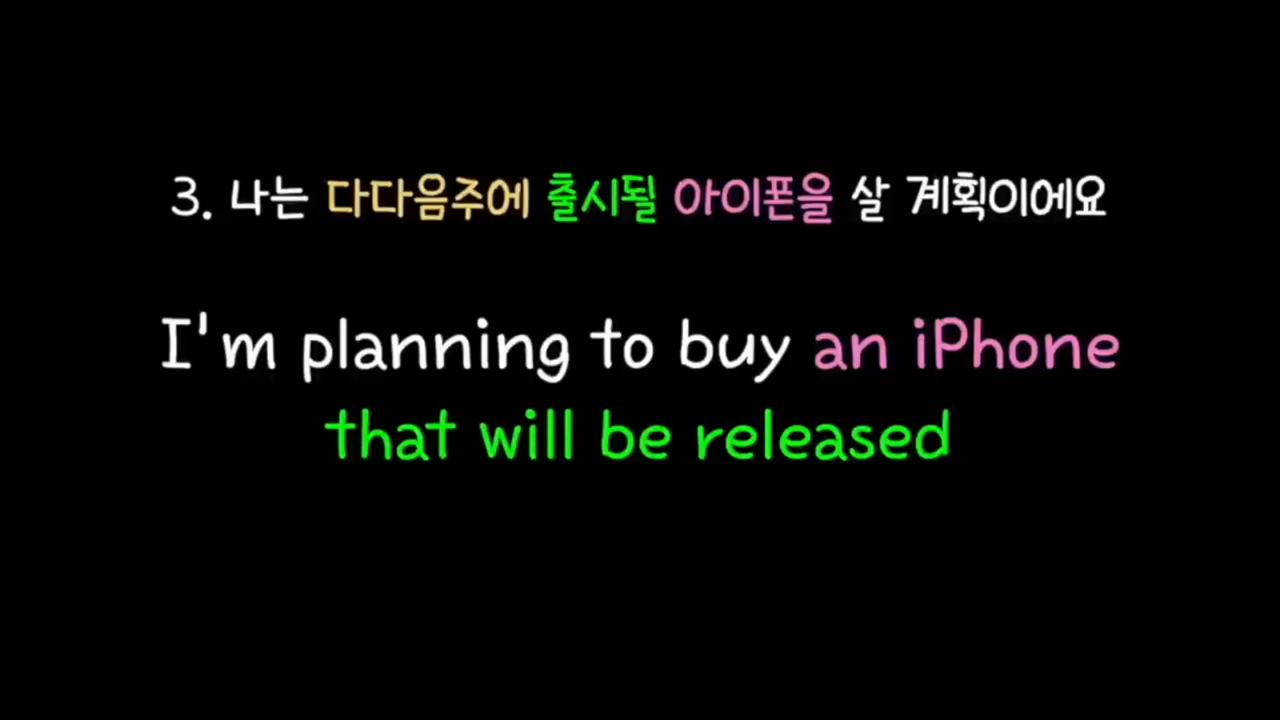 3. 나는 다다음주에 출시될 아이폰을 살 계획이에요
I'm planning to buy an iPhone
that will be released